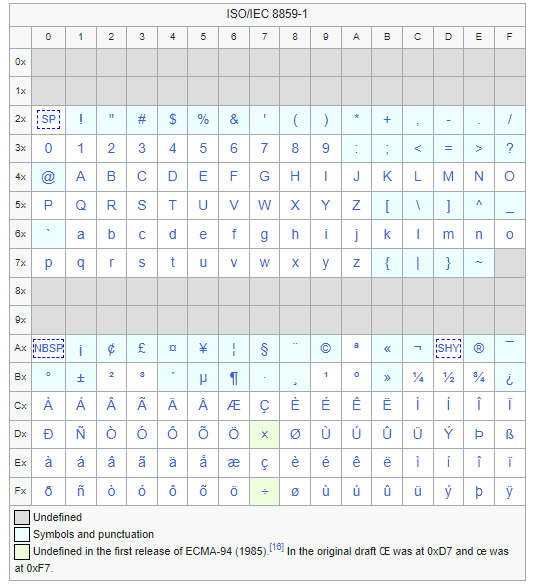 ISO/IEC 8859-1
0 1 2 3 4 5 6 7 8 9 A B C D E F
0x
1x
2x SP ! " # $ % & ' ( ) * + , - . /
3x 0 1 2 3 4 5 6 7 8 9 : ; < = > ?
4x @ A B C D E F G H I J K L M N O
5x P Q R S T U V W X Y Z [ \ ] ^ _
6x ` a b c d e f g h i j k l m n o
7x p q r s t u v w x y z { | } ~
8x
9x
Ax NBSP ¡ ¢ £ ¤ ¥ ¦ § ¨ © ª « ¬ SHY ® ¯
Bx ° ± ² ³ ´ µ ¶ · ¸ ¹ º » ¼ ½ ¾ ¿
Cx À Á Â Ã Ä Å Æ Ç È É Ê Ë Ì Í Î Ï
Dx Ð Ñ Ò Ó Ô Õ Ö × Ø Ù Ú Û Ü Ý Þ ß
Ex à á â ã ä å æ ç è é ê ë ì í î ï
Fx ð ñ ò ó ô õ ö ÷ ø ù ú û ü ý þ ÿ
Undefined
Symbols and punctuation
Undefined in the first release of ECMA-94 (1985).[16] In the original draft Œ was at 0xD7 and œ was
at 0xF7.